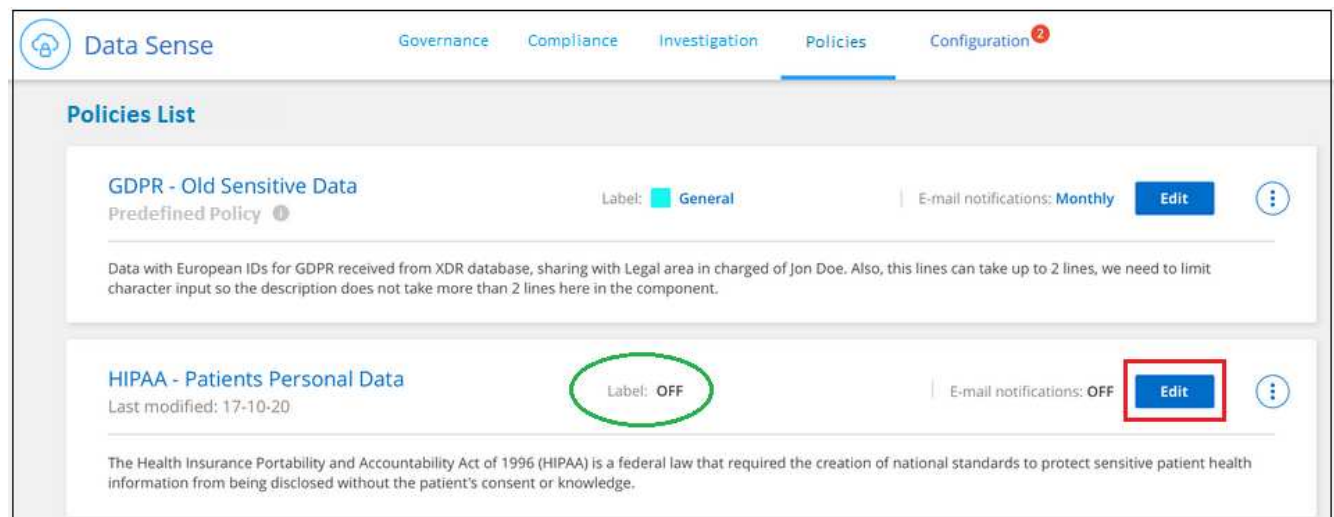 Data Sense Governance Compliance Investigation Policies Configuration 2
Policies List
GDPR - Old Sensitive Data
Predefined Policy i
Label: General | E-mail notifications: Monthly Edit
Data with European IDs for GDPR received from XDR database, sharing with Legal area in charged of Jon Doe. Also, this lines can take up to 2 lines, we need to limit
character input so the description does not take more than 2 lines here in the component.
HIPAA - Patients Personal Data
Last modified: 17-10-20
Label: OFF | E-mail notifications: OFF Edit
The Health Insurance Portability and Accountability Act of 1996 (HIPAA) is a federal law that required the creation of national standards to protect sensitive patient health
information from being disclosed without the patient's consent or knowledge.